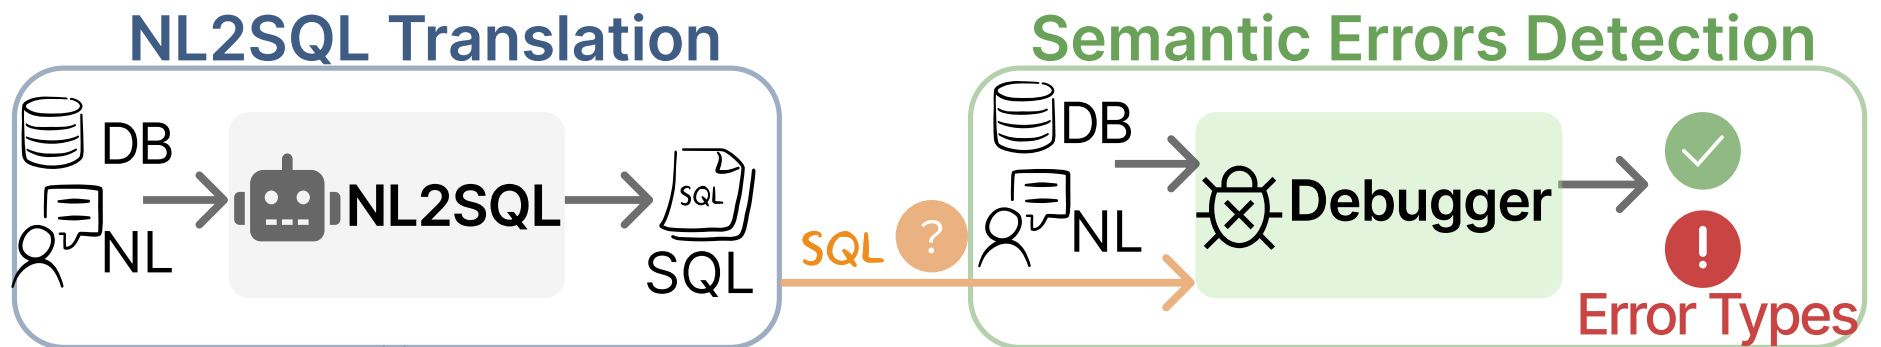 NL2SQL Translation
DB
NL
NL2SQL
SQL
SQL
SQL ?
Semantic Errors Detection
DB
NL
Debugger
!
Error Types